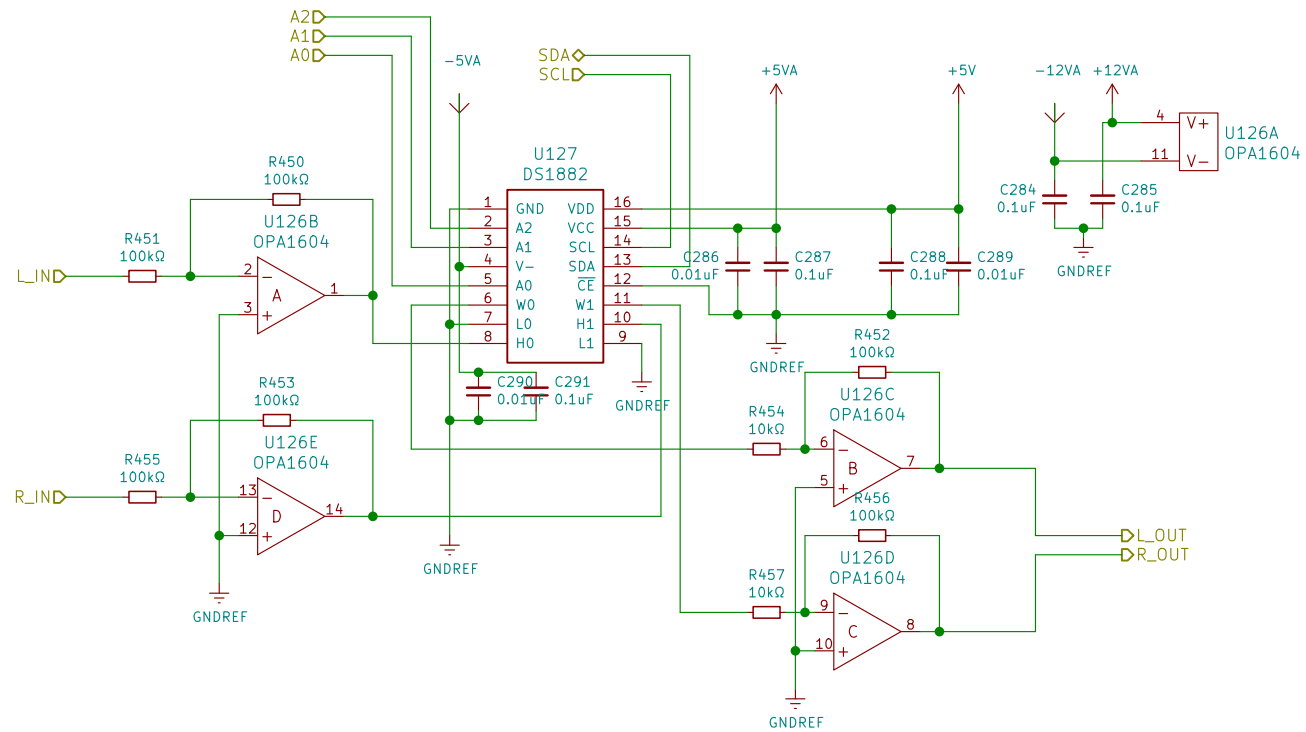 A2
A1
A0
-5VA
SDA
SCL
+5VA
+5V
-12VA
+12VA
4
V+
11
V-
U126A
OPA1604
C284
0.1uF
C285
0.1uF
GNDREF
U127
DS1882
1
GND
2
A2
3
A1
4
V-
5
A0
6
W0
7
L0
8
H0
VDD
16
VCC
15
SCL
14
SDA
13
CE
12
W1
11
H1
10
L1
9
C286
0.01uF
C287
0.1uF
C288
0.1uF
C289
0.01uF
GNDREF
GNDREF
R450
100kΩ
U126B
OPA1604
R451
100kΩ
L_IN
2
-
A
1
3
+
C290
0.01uF
C291
0.1uF
R453
100kΩ
U126E
OPA1604
R455
100kΩ
R_IN
13
-
D
14
12
+
GNDREF
GNDREF
R452
100kΩ
U126C
OPA1604
R454
10kΩ
6
-
B
7
5
+
R456
100kΩ
U126D
OPA1604
R457
10kΩ
9
-
C
8
10
+
GNDREF
L_OUT
R_OUT